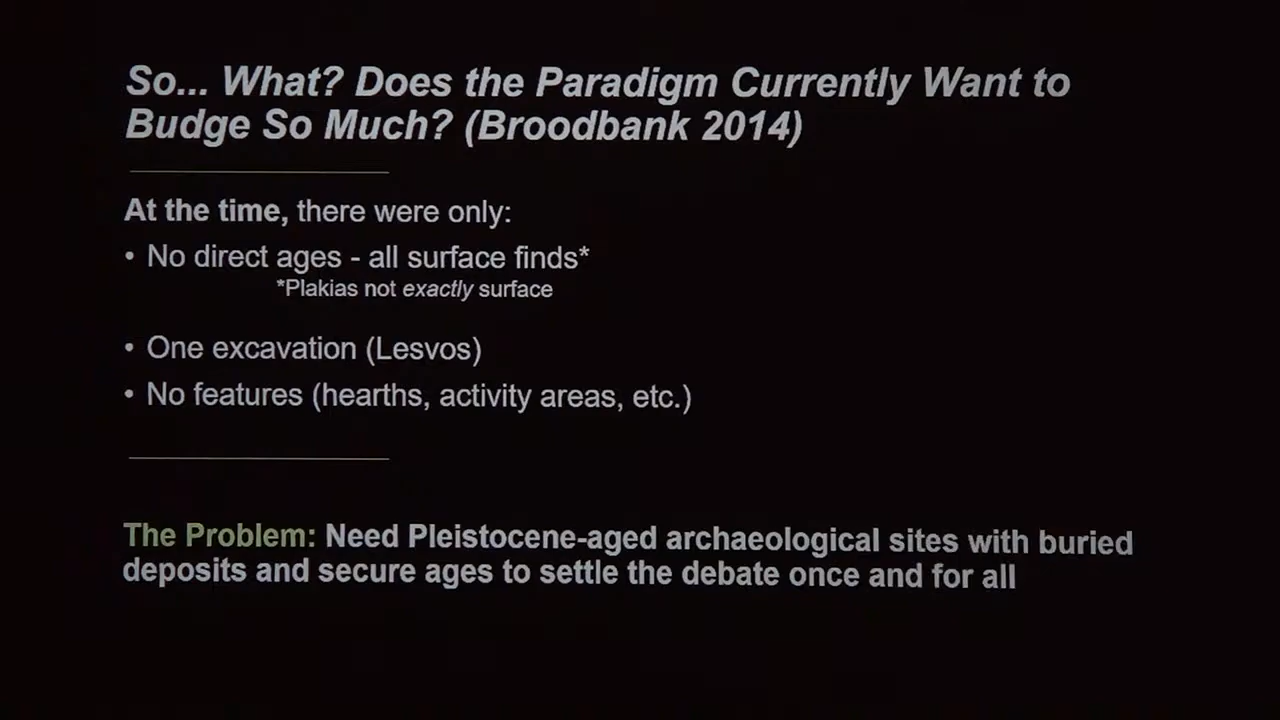 So... What? Does the Paradigm Currently Want to
Budge So Much? (Broodbank 2014)
At the time, there were only:
• No direct ages - all surface finds*
*Plakias not exactly surface
• One excavation (Lesvos)
• No features (hearths, activity areas, etc.)
The Problem: Need Pleistocene-aged archaeological sites with buried
deposits and secure ages to settle the debate once and for all